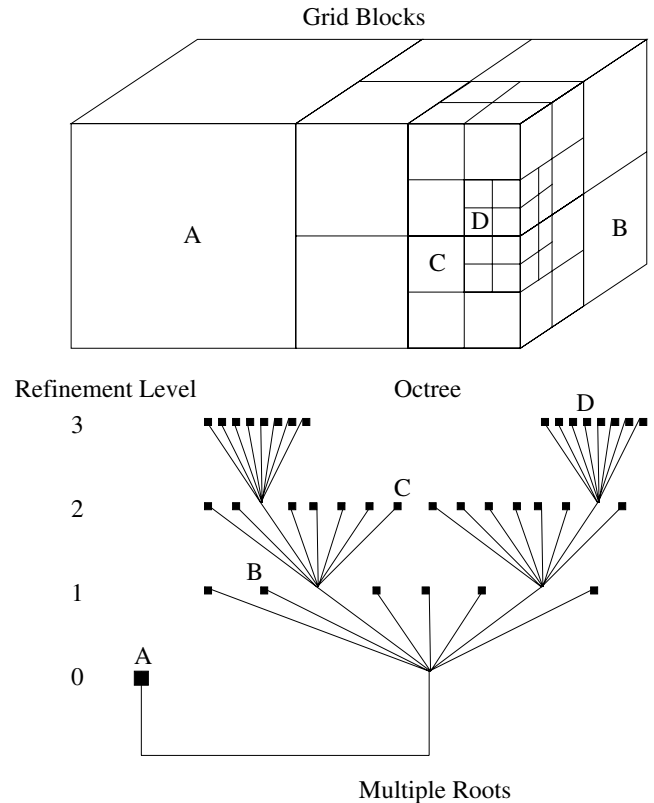 Grid Blocks
A
B
C
D
Refinement Level
Octree
3
D
2
C
1
B
0
A
Multiple Roots